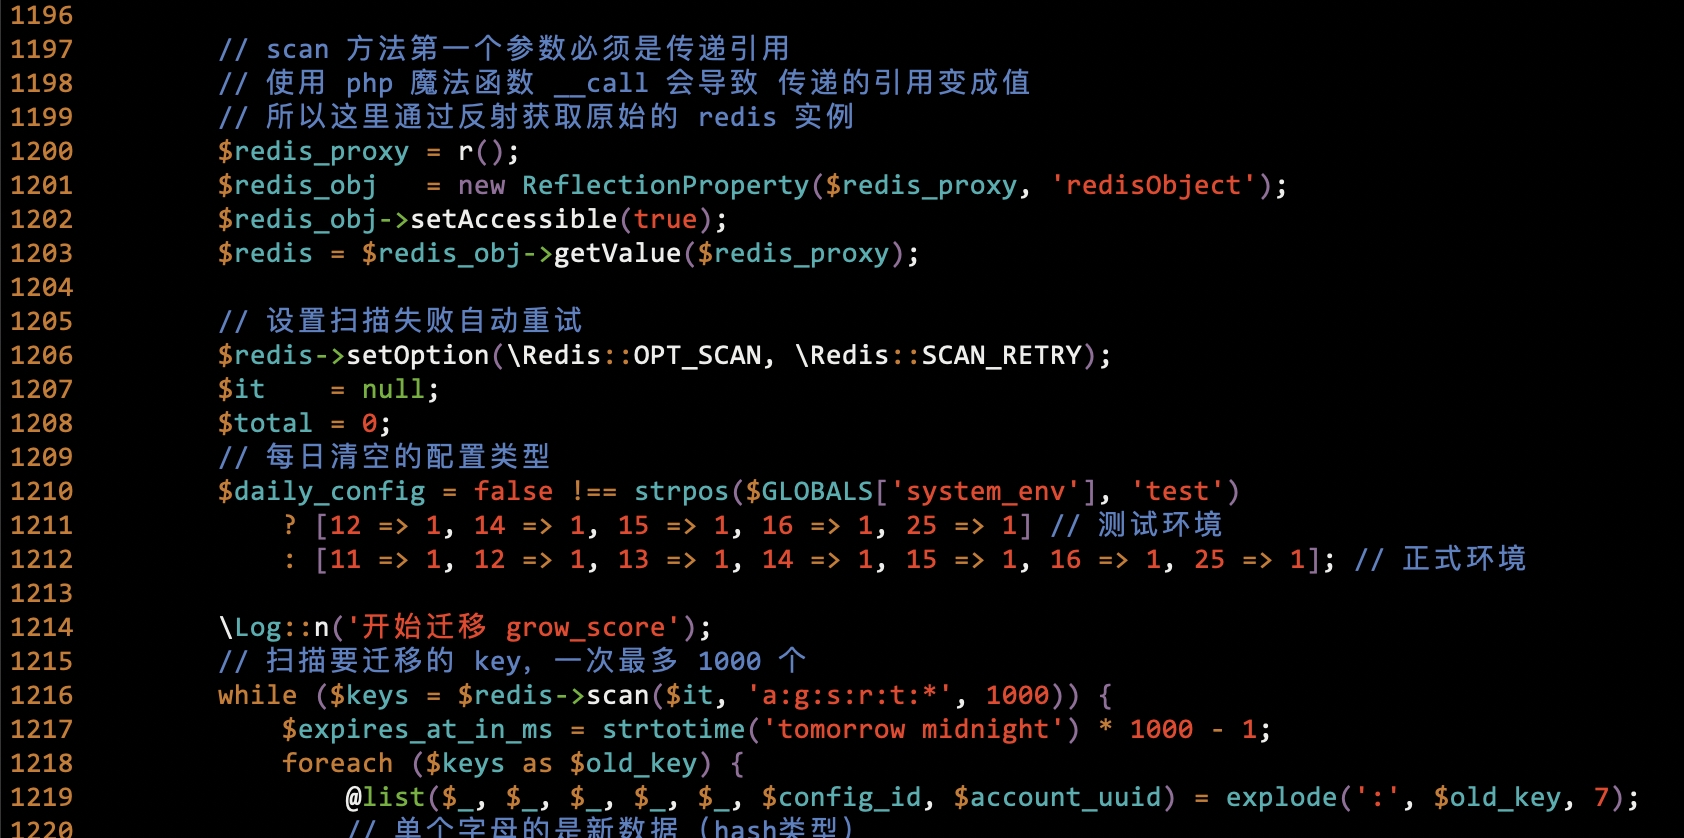 1196
1197 // scan 方法第一个参数必须是传递引用
1198 // 使用 php 魔法函数 __call 会导致 传递的引用变成值
1199 // 所以这里通过反射获取原始的 redis 实例
1200 $redis_proxy = r();
1201 $redis_obj   = new ReflectionProperty($redis_proxy, 'redisObject');
1202 $redis_obj->setAccessible(true);
1203 $redis = $redis_obj->getValue($redis_proxy);
1204
1205 // 设置扫描失败自动重试
1206 $redis->setOption(\Redis::OPT_SCAN, \Redis::SCAN_RETRY);
1207 $it    = null;
1208 $total = 0;
1209 // 每日清空的配置类型
1210 $daily_config = false !== strpos($GLOBALS['system_env'], 'test')
1211     ? [12 => 1, 14 => 1, 15 => 1, 16 => 1, 25 => 1] // 测试环境
1212     : [11 => 1, 12 => 1, 13 => 1, 14 => 1, 15 => 1, 16 => 1, 25 => 1]; // 正式环境
1213
1214 \Log::n('开始迁移 grow_score');
1215 // 扫描要迁移的 key, 一次最多 1000 个
1216 while ($keys = $redis->scan($it, 'a:g:s:r:t:*', 1000)) {
1217     $expires_at_in_ms = strtotime('tomorrow midnight') * 1000 - 1;
1218     foreach ($keys as $old_key) {
1219         @list($_, $_, $_, $_, $_, $config_id, $account_uuid) = explode(':', $old_key, 7);
1220         // 单个字母的是新数据 (hash类型)